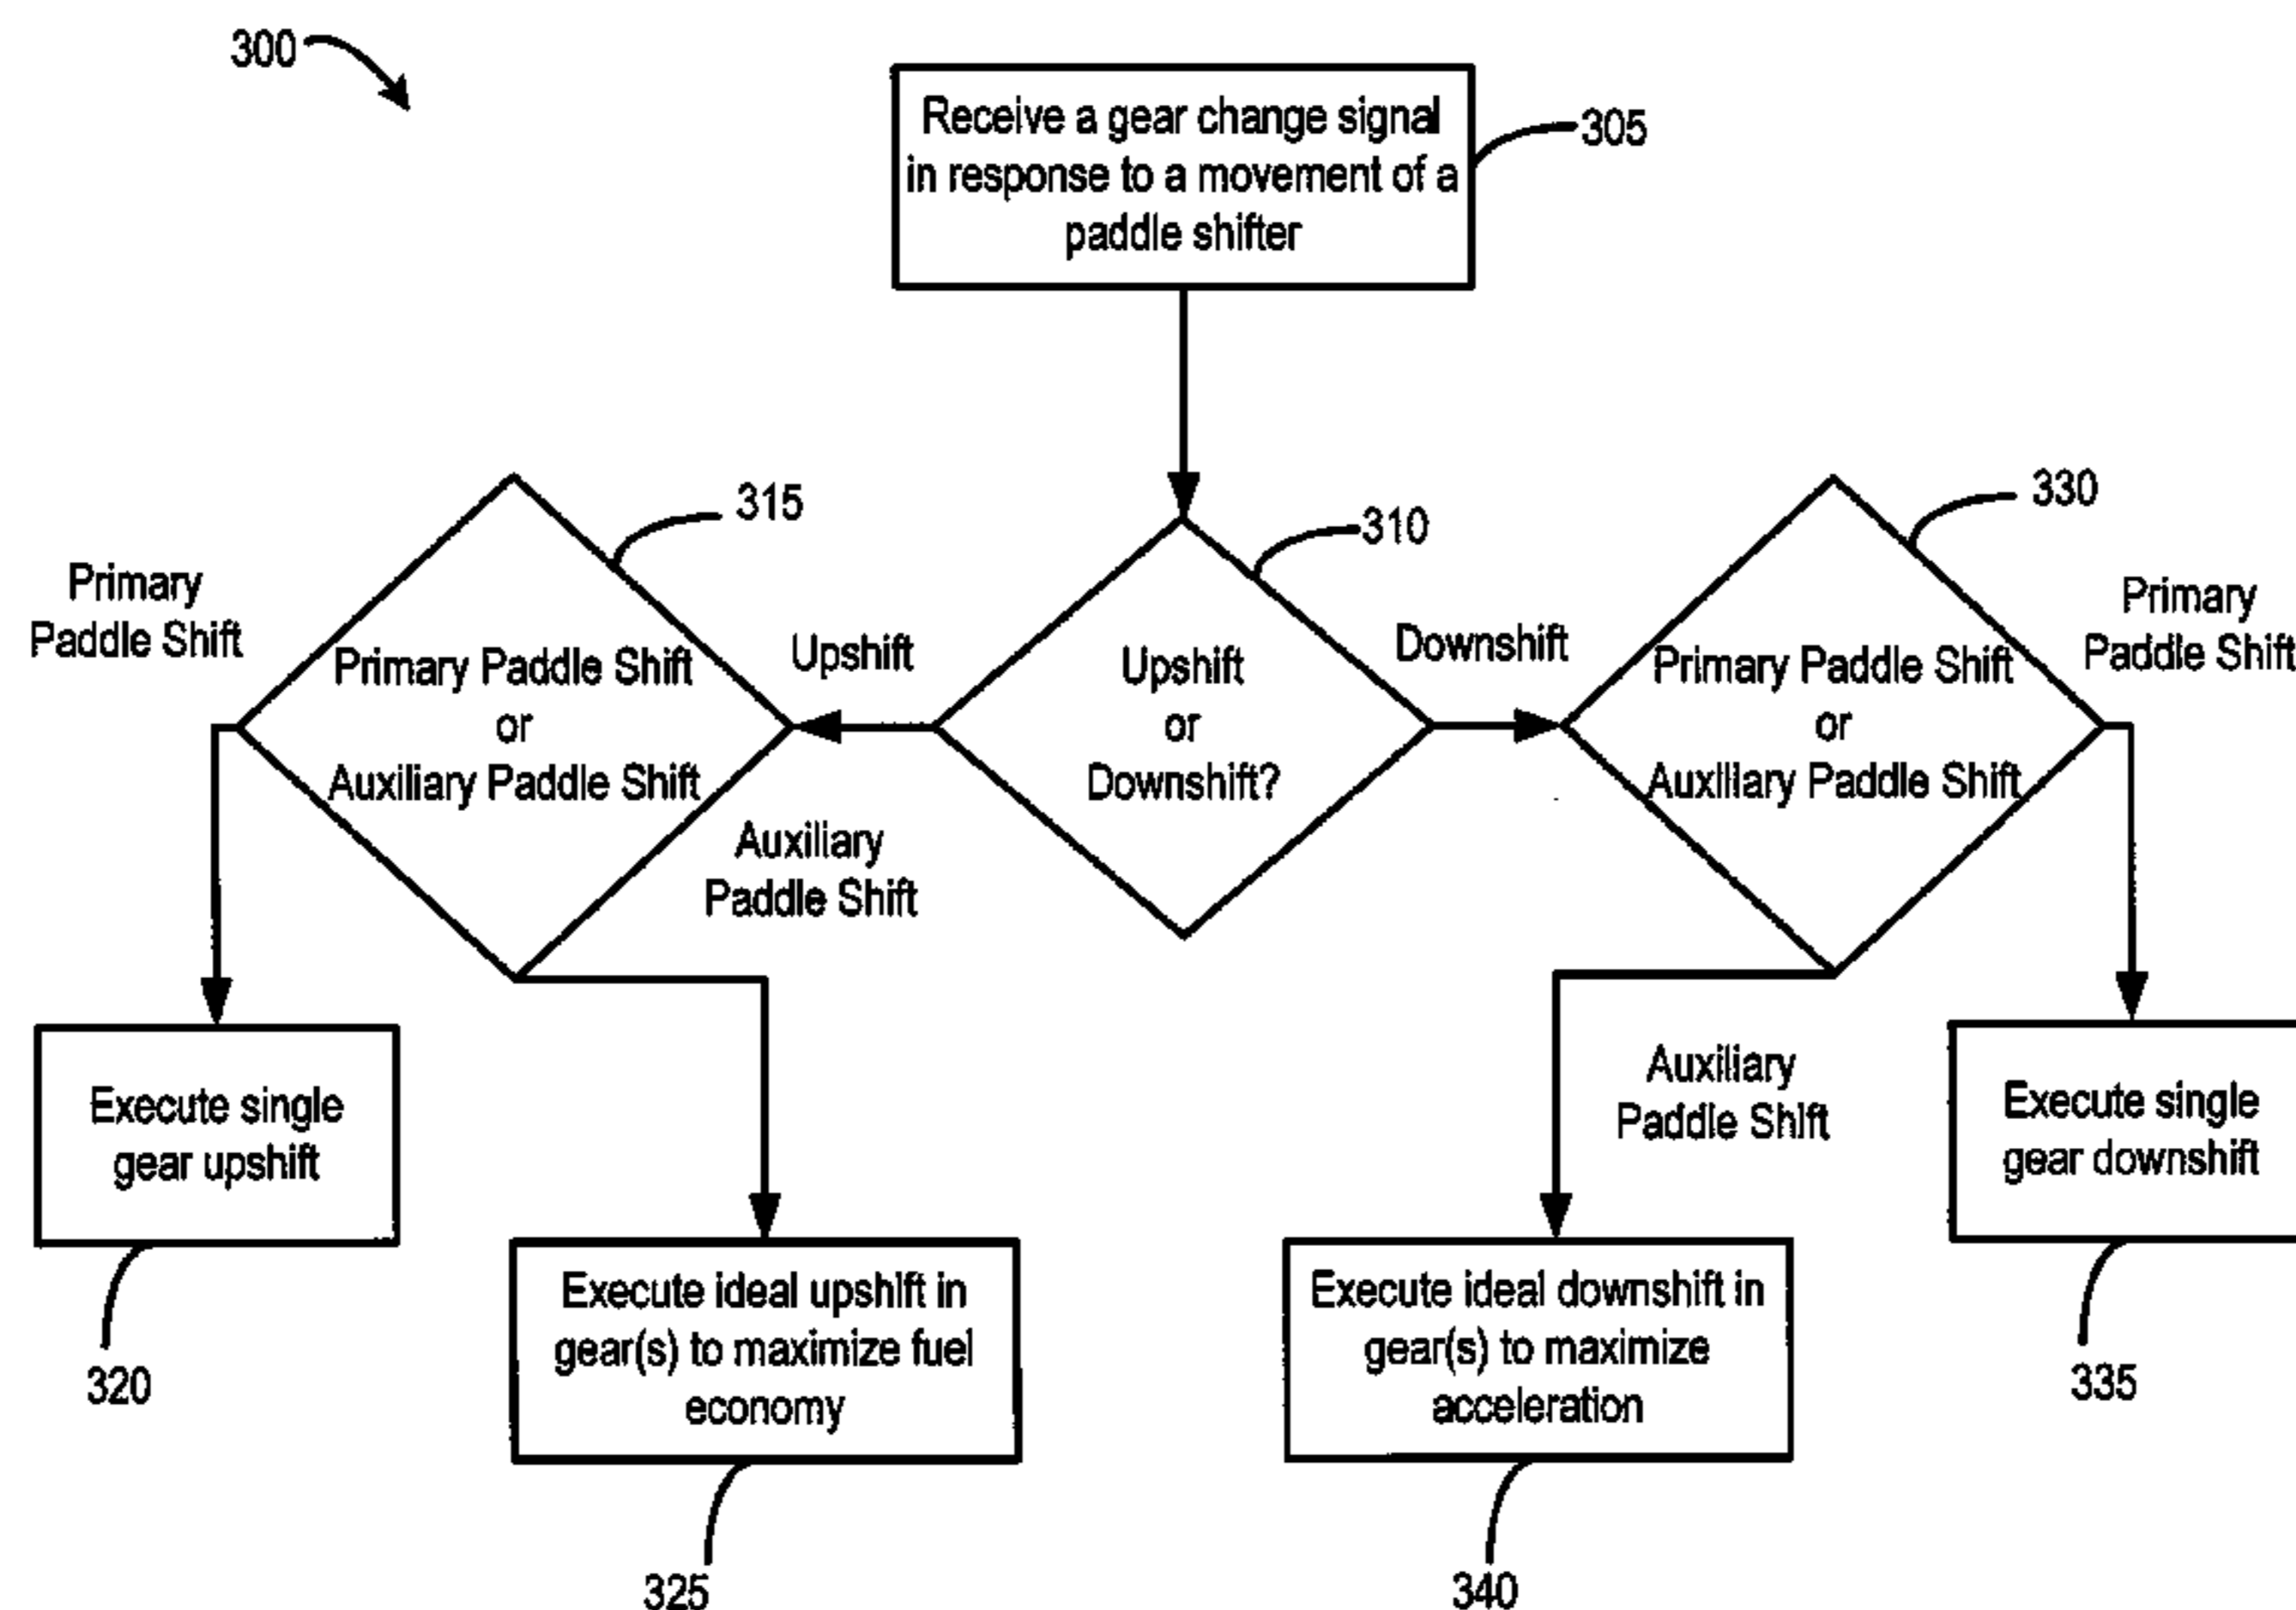 300
Receive a gear change signal
in response to a movement of a
paddle shifter
305
315
310
330
Primary
Paddle Shift
Primary Paddle Shift
or
Auxiliary Paddle Shift
Upshift
Upshift
or
Downshift?
Downshift
Primary Paddle Shift
or
Auxiliary Paddle Shift
Primary
Paddle Shift
Auxiliary
Paddle Shift
Auxiliary
Paddle Shift
Execute single
gear upshift
Execute single
gear downshift
Execute ideal upshift in
gear(s) to maximize fuel
economy
Execute ideal downshift in
gear(s) to maximize
acceleration
320
335
325
340